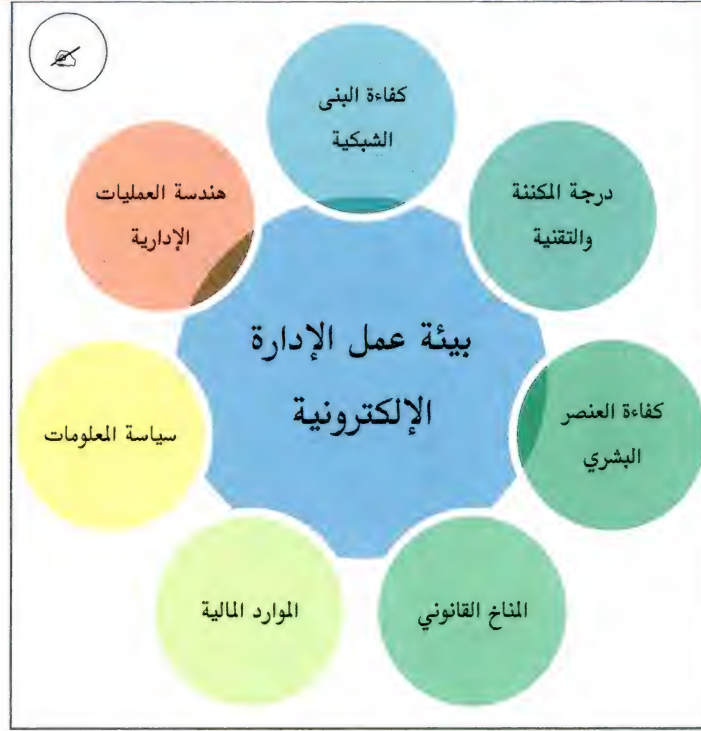 كفاءة البنى
الشبكية
درجة المكننة
والتقنية
كفاءة العنصر
البشري
المناخ القانوني
الموارد المالية
سياسة المعلومات
هندسة العمليات
الإدارية
بيئة عمل الإدارة
الإلكترونية